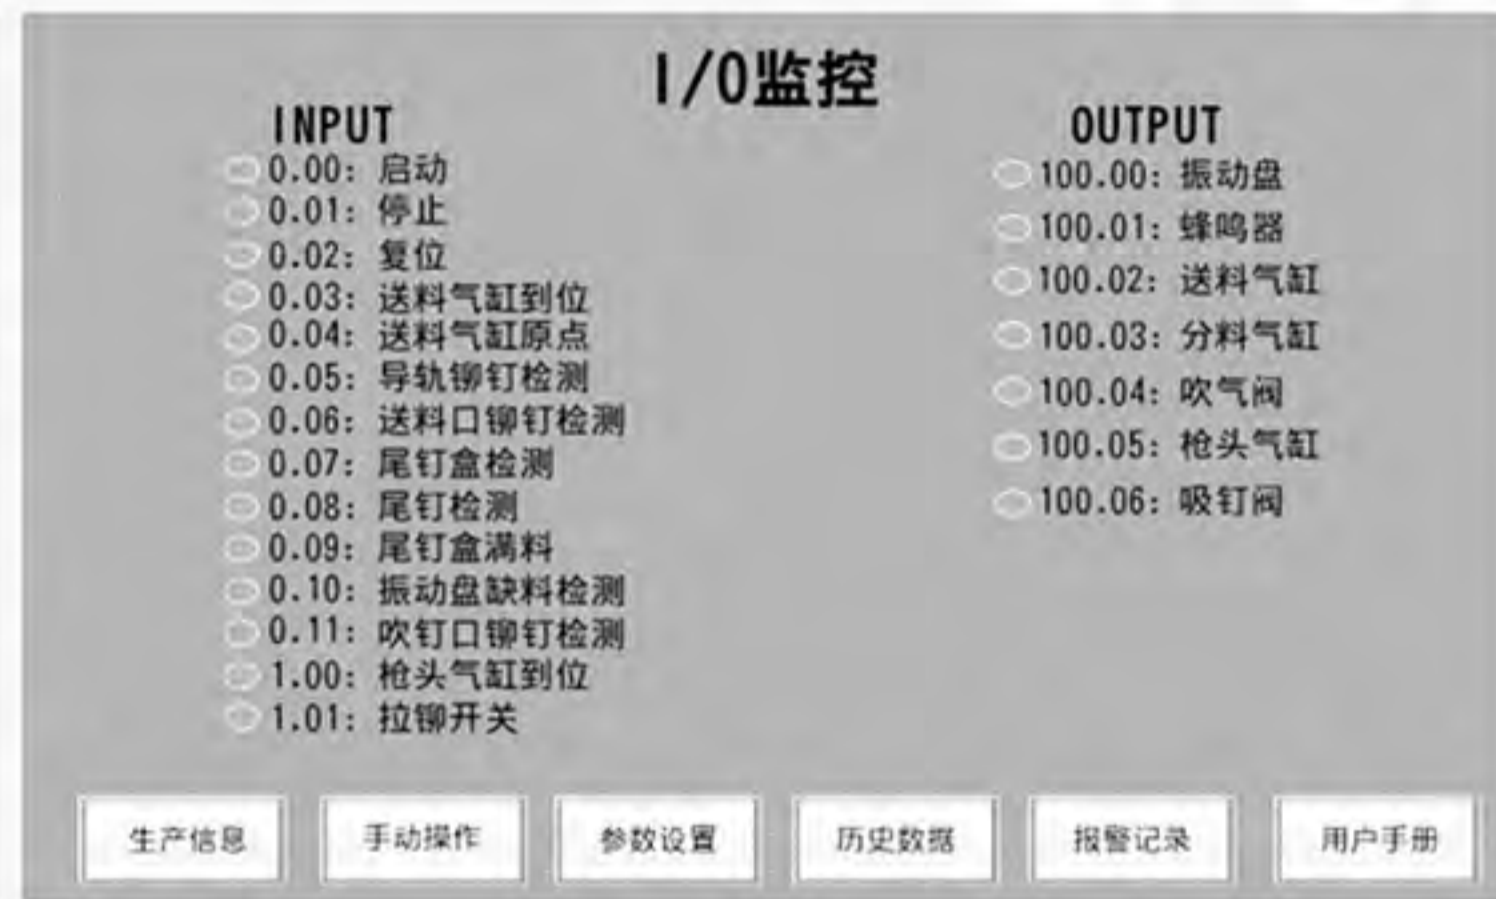 I/O监控
INPUT
0.00: 启动
0.01: 停止
0.02: 复位
0.03: 送料气缸到位
0.04: 送料气缸原点
0.05: 导轨铆钉检测
0.06: 送料口铆钉检测
0.07: 尾钉盒检测
0.08: 尾钉检测
0.09: 尾钉盒满料
0.10: 振动盘缺料检测
0.11: 吹钉口铆钉检测
1.00: 枪头气缸到位
1.01: 拉铆开关
OUTPUT
100.00: 振动盘
100.01: 蜂鸣器
100.02: 送料气缸
100.03: 分料气缸
100.04: 吹气阀
100.05: 枪头气缸
100.06: 吸钉阀
生产信息
手动操作
参数设置
历史数据
报警记录
用户手册